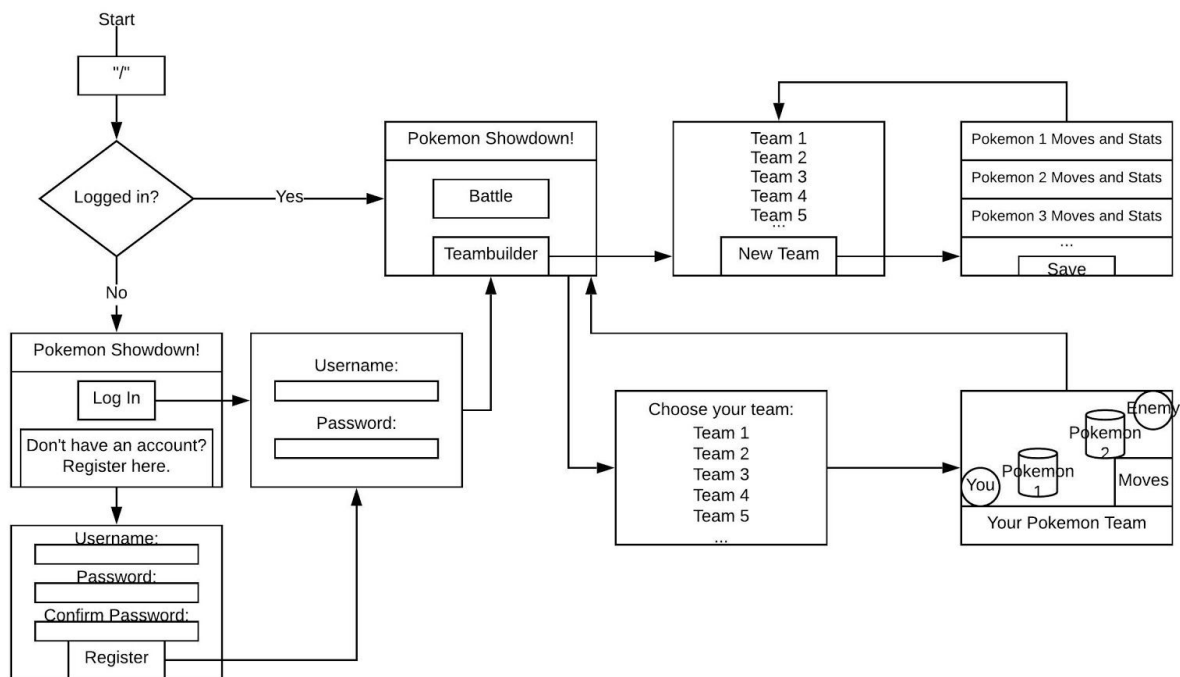 Start
"/"
Logged in?
Yes
No
Pokemon Showdown!
Battle
Teambuilder
Team 1
Team 2
Team 3
Team 4
Team 5
...
New Team
Pokemon 1 Moves and Stats
Pokemon 2 Moves and Stats
Pokemon 3 Moves and Stats
...
Save
Pokemon Showdown!
Log In
Don't have an account?
Register here.
Username:
Password:
Choose your team:
Team 1
Team 2
Team 3
Team 4
Team 5
...
Enemy
Pokemon
2
Pokemon
1
You
Moves
Your Pokemon Team
Username:
Password:
Confirm Password:
Register